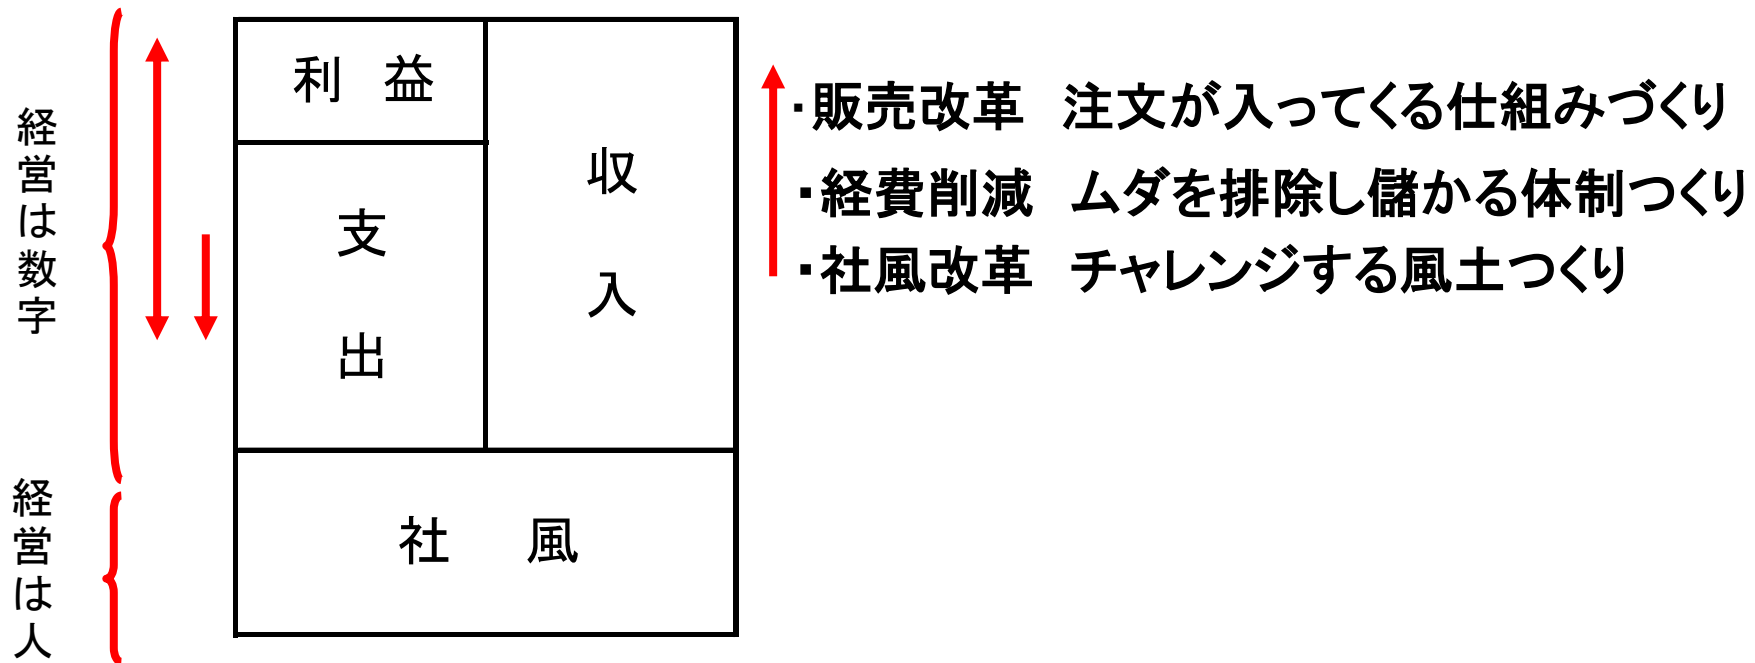 経営は数字
経営は人
利　益
支出
収入
社　風
・販売改革　注文が入ってくる仕組みづくり
・経費削減　ムダを排除し儲かる体制つくり
・社風改革　チャレンジする風土つくり